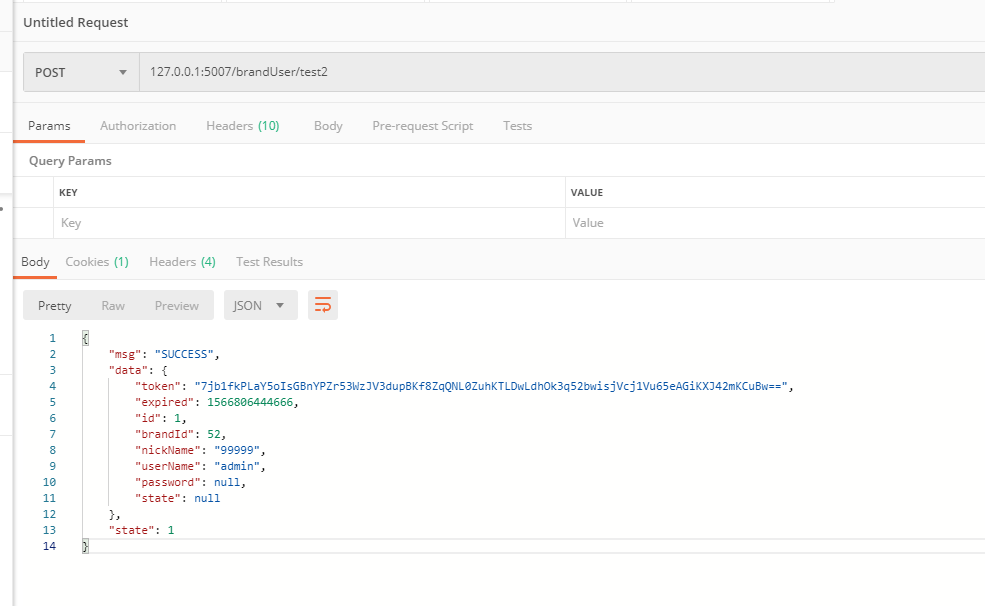 Untitled Request
POST 127.0.0.1:5007/brandUser/test2
Params Authorization Headers (10) Body Pre-request Script Tests
Query Params
KEY VALUE
Key Value
Body Cookies (1) Headers (4) Test Results
Pretty Raw Preview JSON
1 {
2 "msg": "SUCCESS",
3 "data": {
4 "token": "7jb1fkPLaY5oIsGBnYPZr53WzJV3dupBKf8ZqQNL0ZuhKTLDwLdhOk3q52bwisjVcj1Vu65eAGiKXJ42mKCuBw==",
5 "expired": 1566806444666,
6 "id": 1,
7 "brandId": 52,
8 "nickName": "99999",
9 "userName": "admin",
10 "password": null,
11 "state": null
12 },
13 "state": 1
14 }